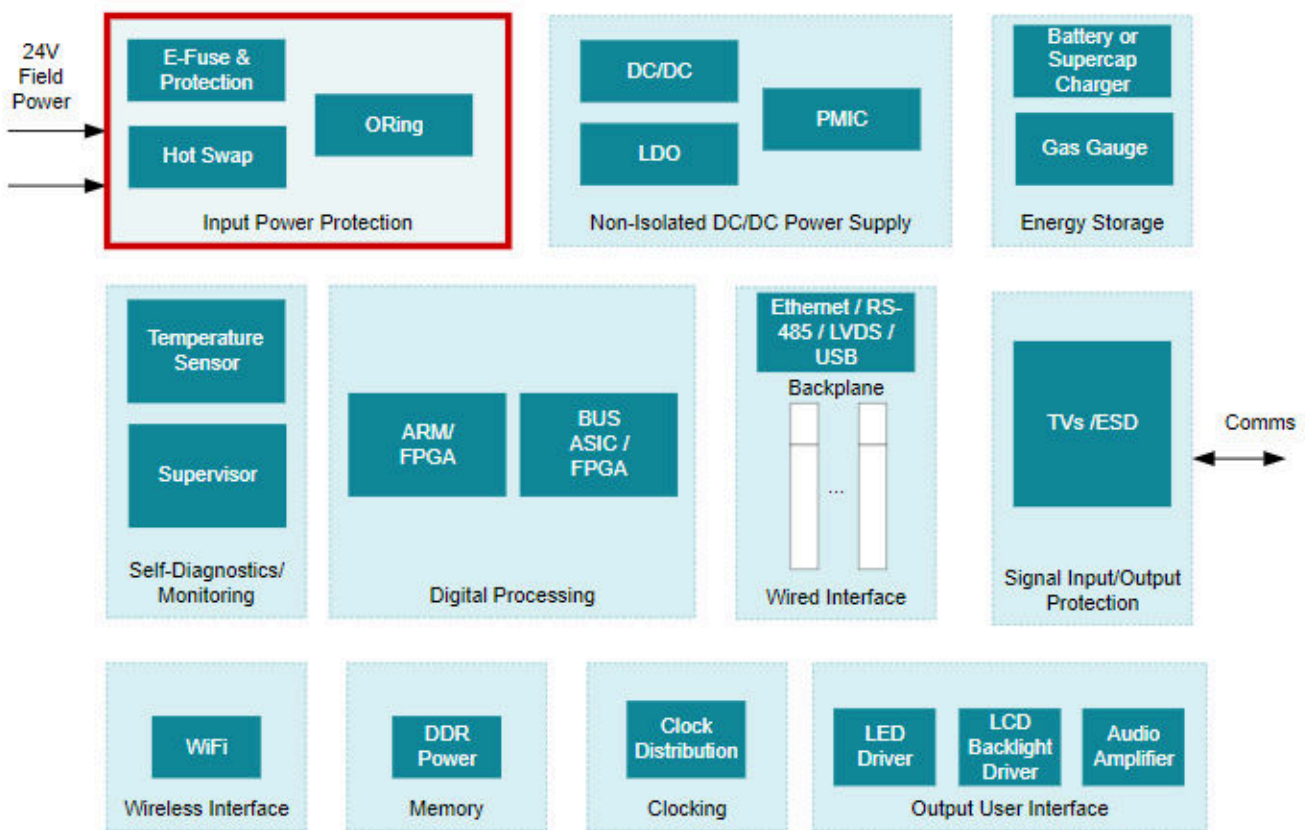 24V
Field
Power
E-Fuse &
Protection
Hot Swap
ORing
Input Power Protection
DC/DC
LDO
PMIC
Non-Isolated DC/DC Power Supply
Battery or
Supercap
Charger
Gas Gauge
Energy Storage
Temperature
Sensor
Supervisor
Self-Diagnostics/
Monitoring
ARM/
FPGA
BUS
ASIC /
FPGA
Digital Processing
Ethernet / RS-
485 / LVDS /
USB
Backplane
...
Wired Interface
TVs /ESD
Signal Input/Output
Protection
Comms
WiFi
Wireless Interface
DDR
Power
Memory
Clock
Distribution
Clocking
LED
Driver
LCD
Backlight
Driver
Audio
Amplifier
Output User Interface